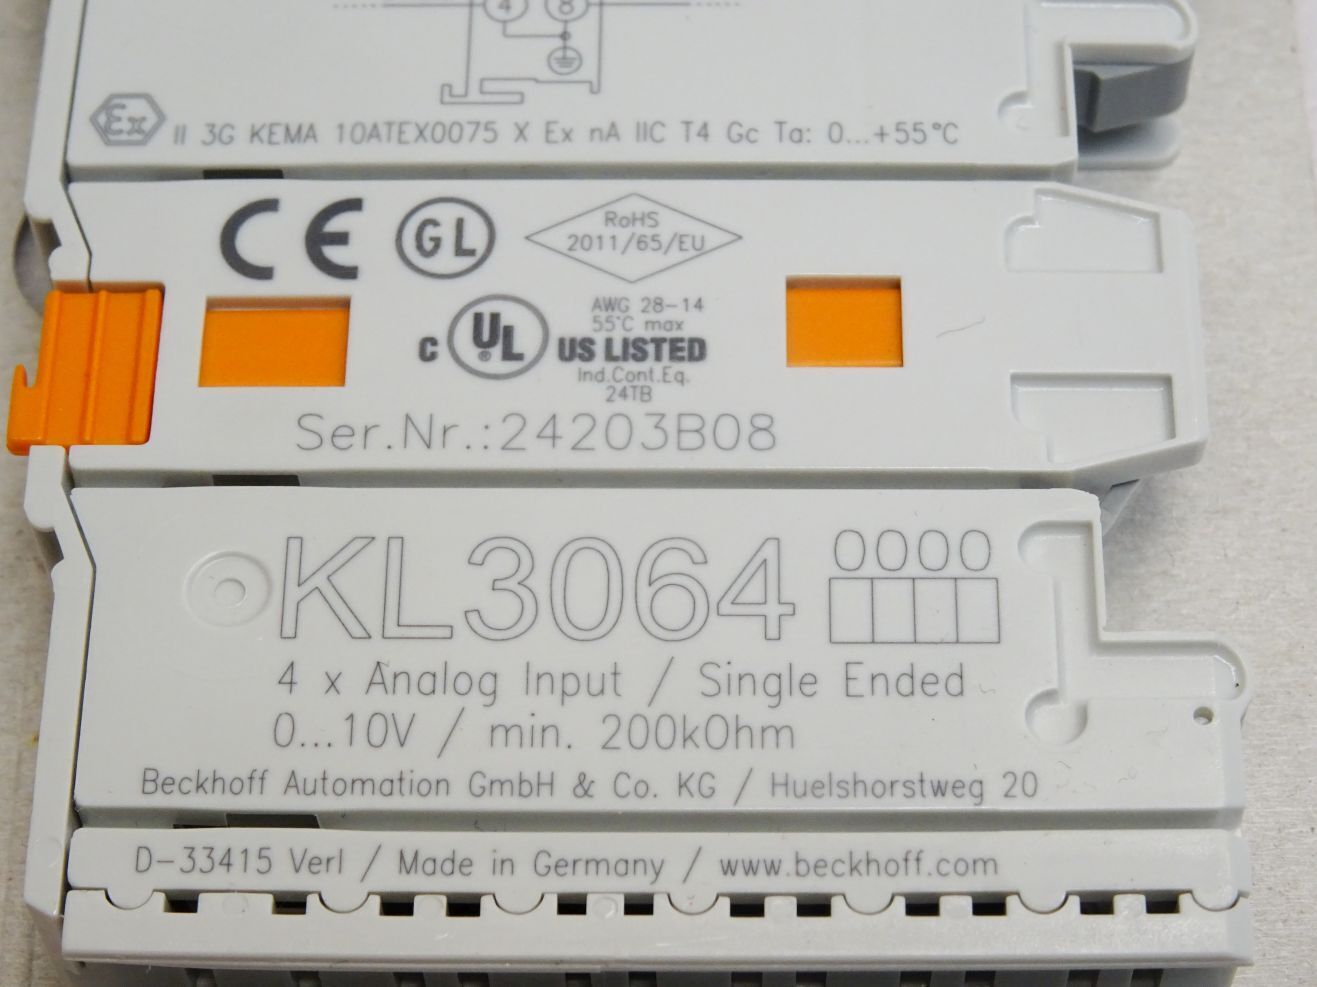 4 8
Ex II 3G KEMA 10ATEX0075 X Ex nA IIC T4 Gc Ta: 0...+55°C
CE GL RoHS
2011/65/EU
AWG 28-14
55°C max
c UL® US LISTED
Ind.Cont.Eq.
24TB
Ser.Nr.:24203B08
KL3064
4 x Analog Input / Single Ended
0...10V / min. 200kOhm
Beckhoff Automation GmbH & Co. KG / Huelshorstweg 20
D-33415 Verl / Made in Germany / www.beckhoff.com